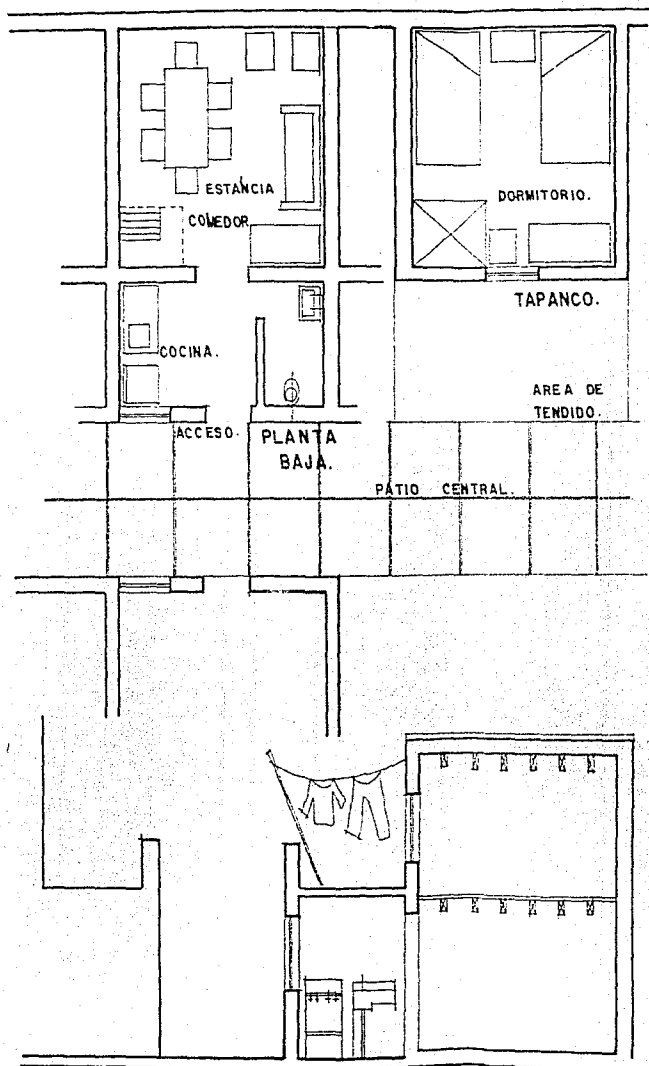 ESTANCIA
COMEDOR
DORMITORIO.
TAPANCO.
COCINA.
AREA DE
TENDIDO.
ACCESO.
PLANTA
BAJA.
PATIO CENTRAL.